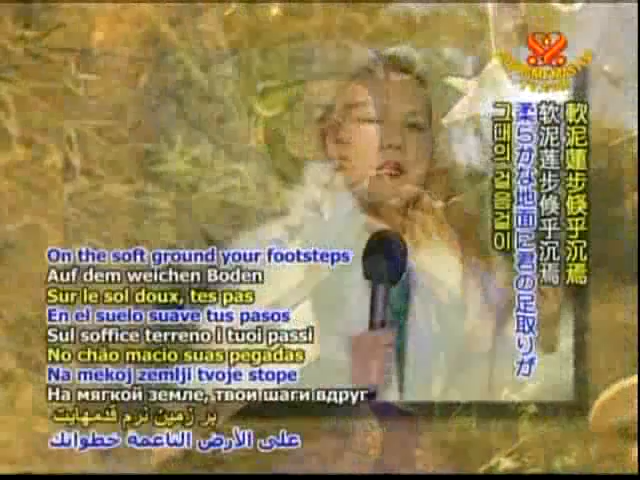 軟泥蓮步倏乎沉焉
软泥莲步倏乎沉焉
柔らかな地面に君の足取りが
그대의 걸음걸이
On the soft ground your footsteps
Auf dem weichen Boden
Sur le sol doux, tes pas
En el suelo suave tus pasos
Sul soffice terreno i tuoi passi
No chão macio suas pegadas
Na mekoj zemlji tvoje stope
На мягкой земле, твои шаги вдруг
بر زمین نرم قدمهایت
على الأرض الناعمة خطواتك